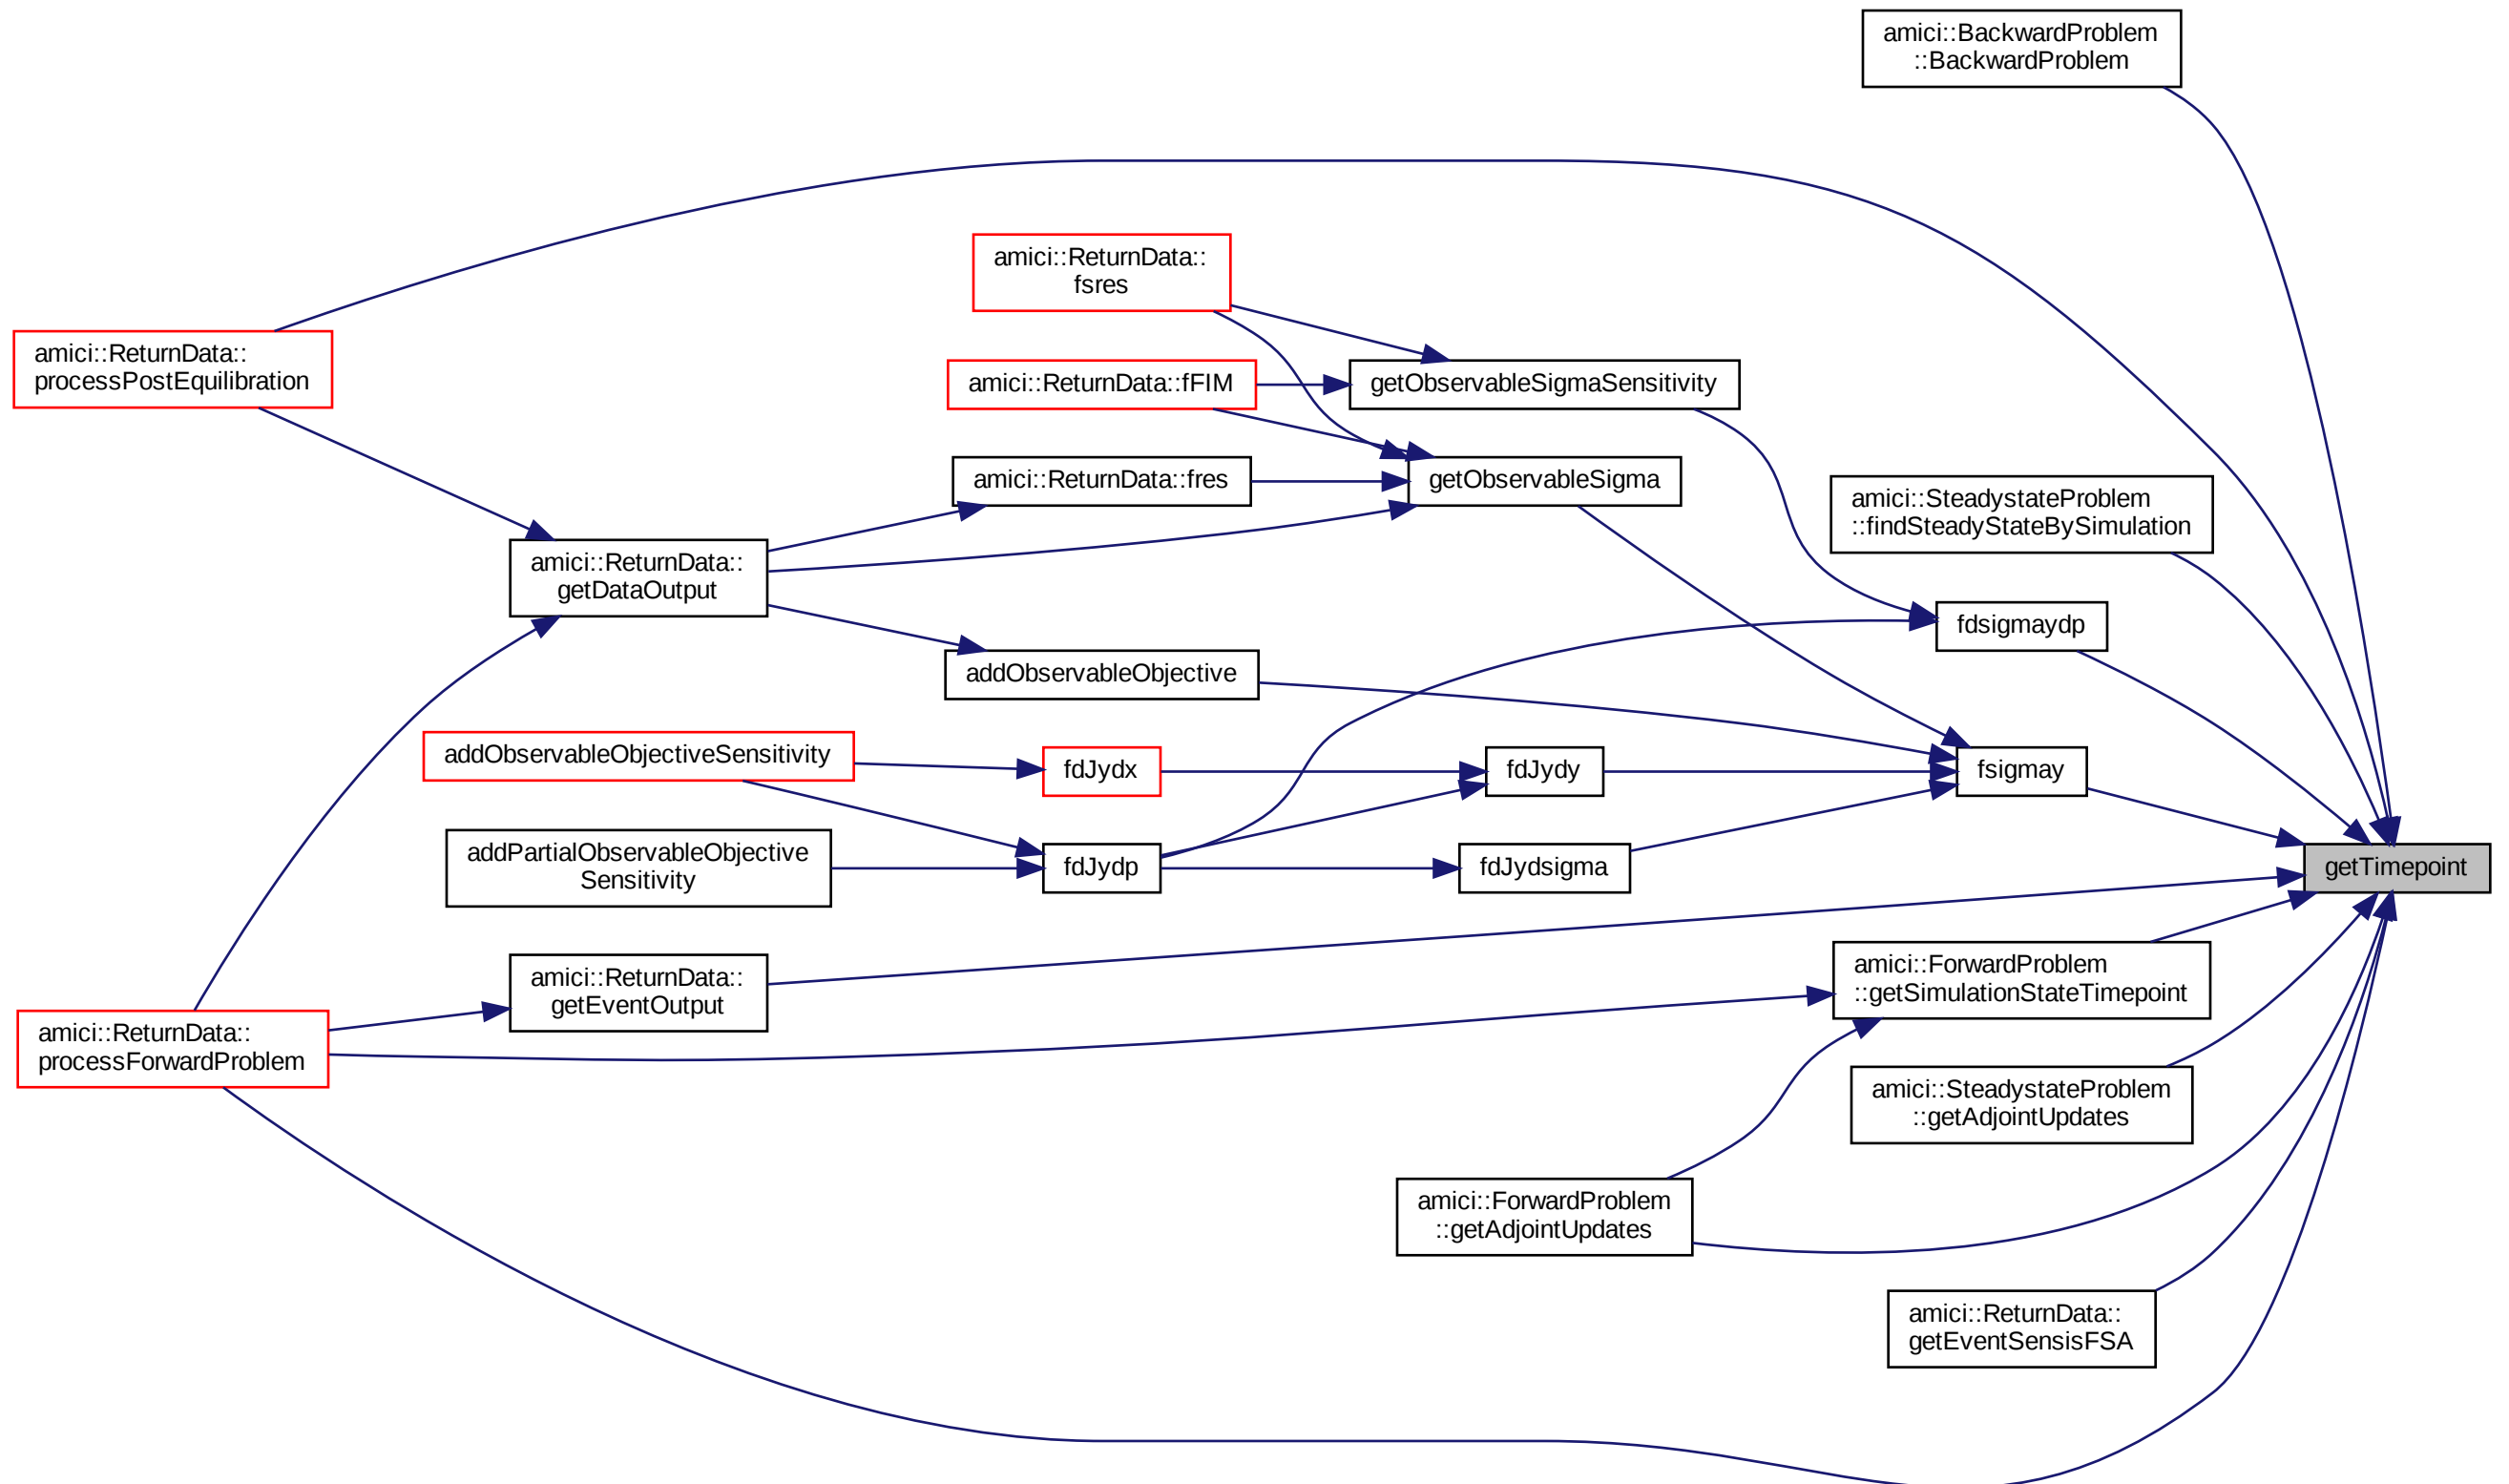 amici::BackwardProblem
::BackwardProblem
amici::ReturnData::
fsres
amici::ReturnData::
processPostEquilibration
amici::ReturnData::fFIM
getObservableSigmaSensitivity
amici::ReturnData::fres
getObservableSigma
amici::SteadystateProblem
::findSteadyStateBySimulation
amici::ReturnData::
getDataOutput
fdsigmaydp
addObservableObjective
addObservableObjectiveSensitivity
fdJydx
fdJydy
fsigmay
addPartialObservableObjective
Sensitivity
fdJydp
fdJydsigma
getTimepoint
amici::ReturnData::
getEventOutput
amici::ForwardProblem
::getSimulationStateTimepoint
amici::ReturnData::
processForwardProblem
amici::SteadystateProblem
::getAdjointUpdates
amici::ForwardProblem
::getAdjointUpdates
amici::ReturnData::
getEventSensisFSA